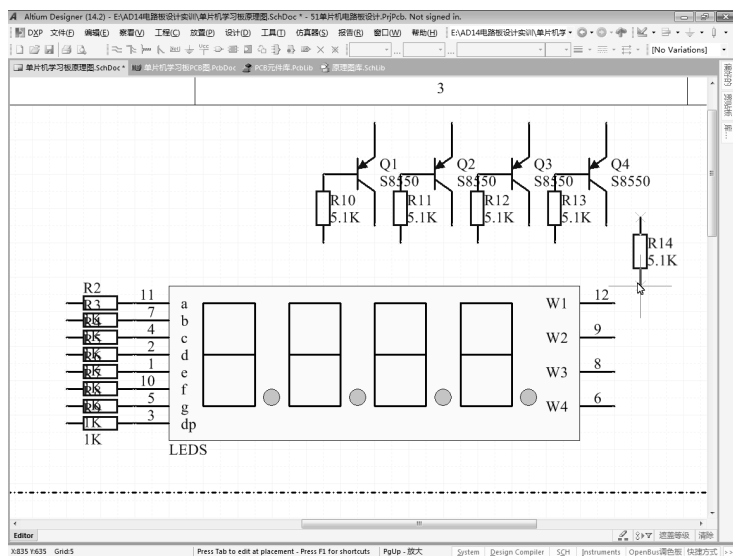 Altium Designer (14.2) - E:\AD14电路板设计实训\单片机学习板原理图.SchDoc * - 51单片机电路板设计.PrjPcb. Not signed in.
DXP 文件(F) 编辑(E) 察看(V) 工程(C) 放置(P) 设计(D) 工具(T) 仿真器(S) 报告(R) 窗口(W) 帮助(H) E:\AD14电路板设计实训\单片机学
[No Variations]
单片机学习板原理图.SchDoc * 单片机学习板PCB图.PcbDoc PCB元件库.PcbLib 原理图库.SchLib
3
Q1 Q2 Q3 Q4
S8550 S8550 S8550 S8550
R10 R11 R12 R13
5.1K 5.1K 5.1K 5.1K
R14
5.1K
R2
R3
11 a W1 12
7 b
4 c W2 9
2 d
1 e W3 8
10 f
5 g W4 6
3 dp
1K
1K
LEDS
Editor 遮盖等级 清除
X:835 Y:635 Grid:5 Press Tab to edit at placement - Press F1 for shortcuts PgUp - 放大 System Design Compiler SCH Instruments OpenBus调色板 快捷方式 >>